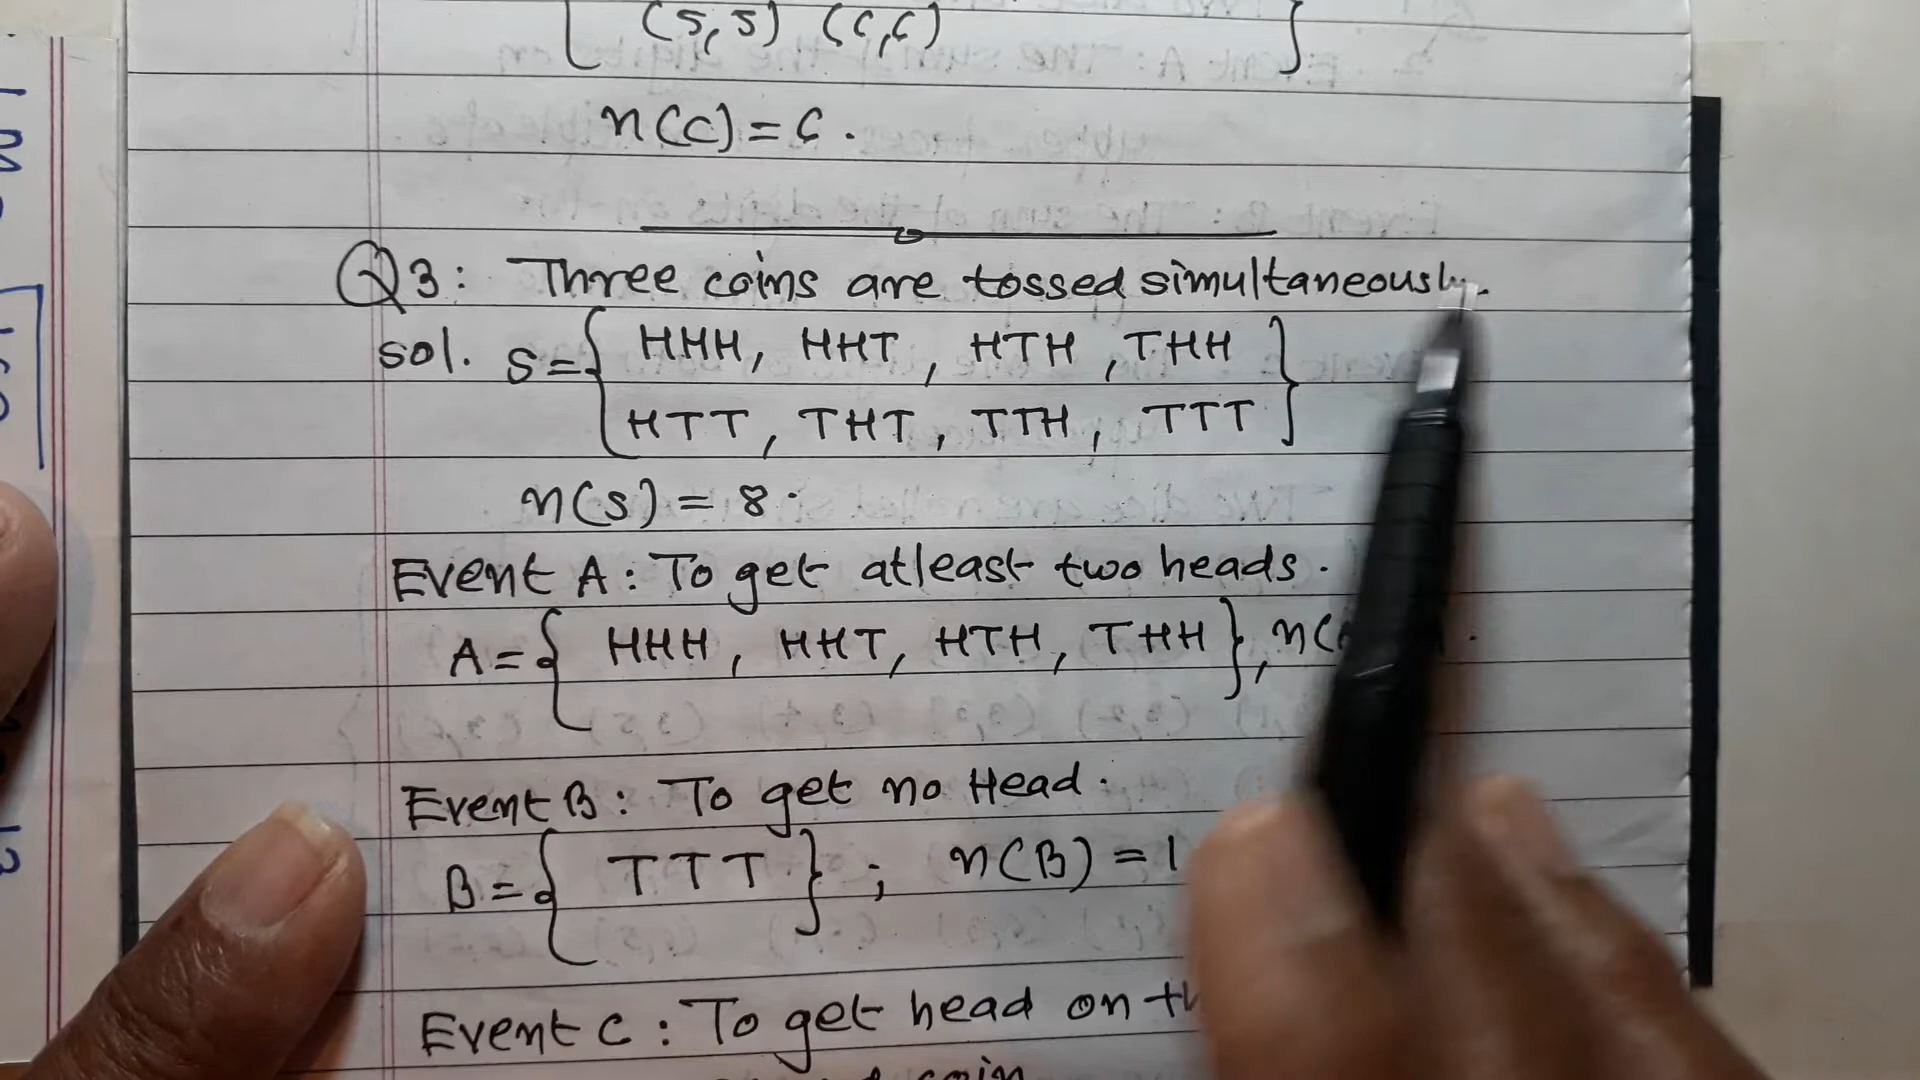 (5,5) (6,6) }
n(C) = 6.
Q3: Three coins are tossed simultaneously.
Sol. S = { HHH, HHT, HTH, THH
HTT, THT, TTH, TTT }
n(S) = 8.
Event A: To get atleast two heads.
A = { HHH, HHT, HTH, THH }, n(
Event B: To get no Head.
B = { TTT } ; n(B) = 1
Event C: To get head on
coin